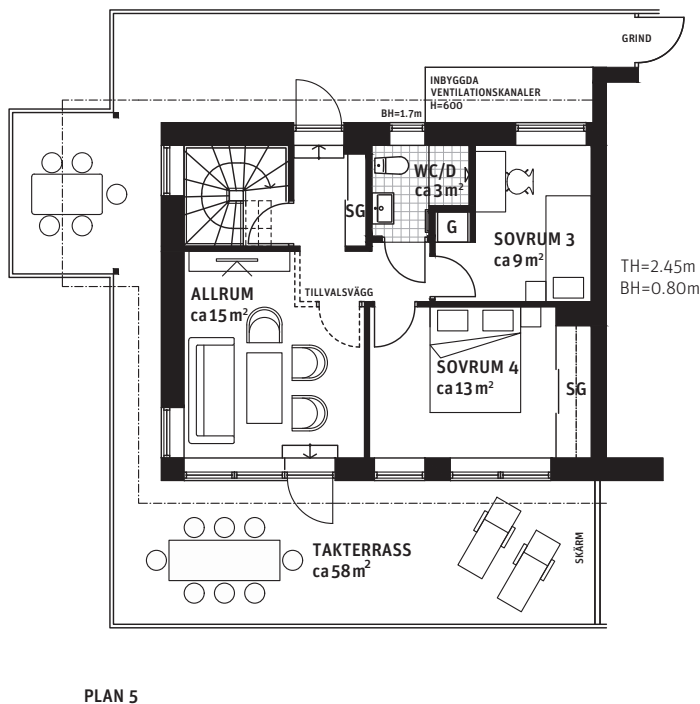 GRIND
INBYGGDA
VENTILATIONSKANALER
H=600
BH=1.7m
WC/D
ca 3 m²
SG
G
SOVRUM 3
ca 9 m²
TH=2.45m
BH=0.80m
ALLRUM
ca 15 m²
TILLVALSVÄGG
SOVRUM 4
ca 13 m²
SG
TAKTERRASS
ca 58 m²
SKÄRM
PLAN 5